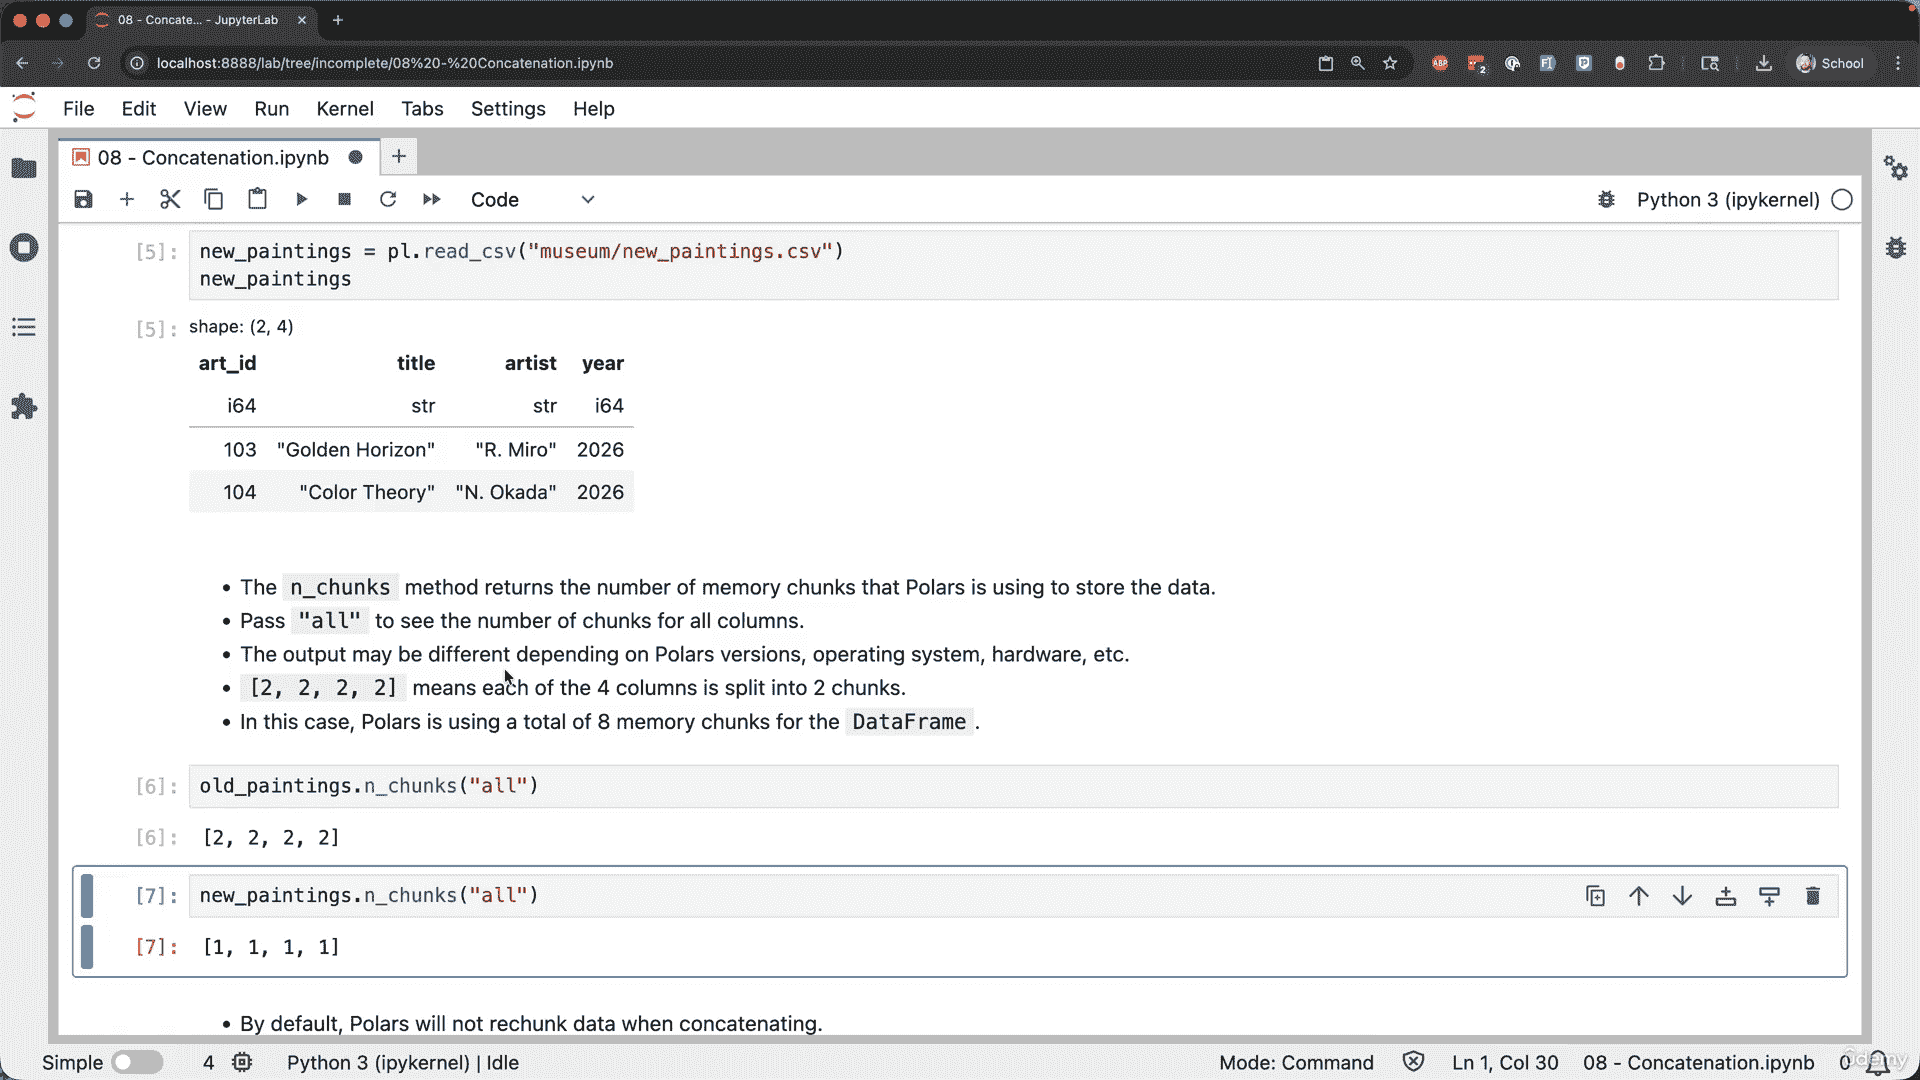 08 - Concate... - JupyterLab
localhost:8888/lab/tree/incomplete/08%20-%20Concatenation.ipynb
ABP
2
School
File Edit View Run Kernel Tabs Settings Help
08 - Concatenation.ipynb
Code
Python 3 (ipykernel)
[5]: new_paintings = pl.read_csv("museum/new_paintings.csv")
new_paintings
[5]: shape: (2, 4)
art_id title artist year
i64 str str i64
103 "Golden Horizon" "R. Miro" 2026
104 "Color Theory" "N. Okada" 2026
• The n_chunks method returns the number of memory chunks that Polars is using to store the data.
• Pass "all" to see the number of chunks for all columns.
• The output may be different depending on Polars versions, operating system, hardware, etc.
• [2, 2, 2, 2] means each of the 4 columns is split into 2 chunks.
• In this case, Polars is using a total of 8 memory chunks for the DataFrame.
[6]: old_paintings.n_chunks("all")
[6]: [2, 2, 2, 2]
[7]: new_paintings.n_chunks("all")
[7]: [1, 1, 1, 1]
• By default, Polars will not rechunk data when concatenating.
Simple 4 Python 3 (ipykernel) | Idle Mode: Command Ln 1, Col 30 08 - Concatenation.ipynb 0
Udemy